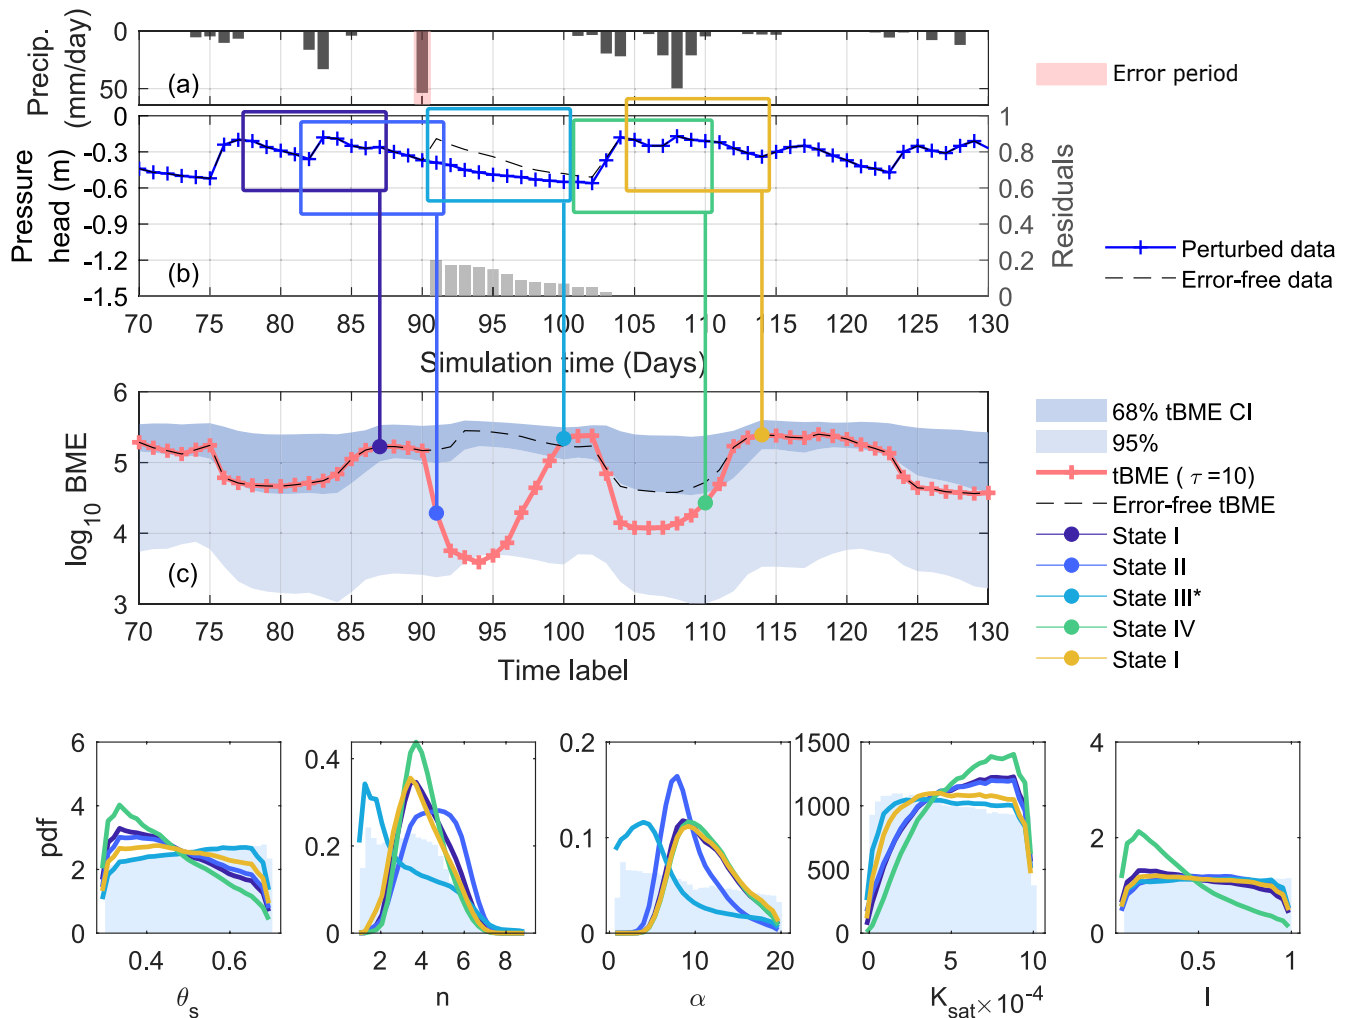 Precip.
(mm/day)
0
50
(a)
Error period
Pressure
head (m)
0
-0.3
-0.6
-0.9
-1.2
-1.5
(b)
1
0.8
0.6
0.4
0.2
0
Residuals
Perturbed data
Error-free data
70 75 80 85 90 95 100 105 110 115 120 125 130
Simulation time (Days)
log10 BME
6
5
4
3
(c)
68% tBME CI
95%
tBME ( τ =10)
Error-free tBME
State I
State II
State III*
State IV
State I
70 75 80 85 90 95 100 105 110 115 120 125 130
Time label
pdf
6
4
2
0
0.4 0.6
θs
0.4
0.2
0
2 4 6 8
n
0.2
0.1
0
0 10 20
α
1500
1000
500
0
0 2 4 6 8 10
Ksat×10-4
4
2
0
0.5 1
l